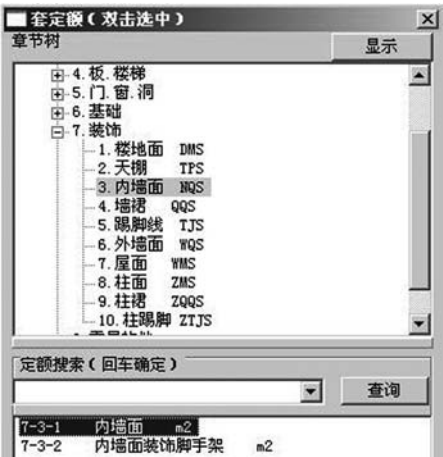 套定额(双击选中)
章节树
显示
4.板.楼梯
5.门.窗.洞
6.基础
7.装饰
1.楼地面 DMS
2.天棚 TPS
3.内墙面 NQS
4.墙裙 QQS
5.踢脚线 TJS
6.外墙面 WQS
7.屋面 WMS
8.柱面 ZMS
9.柱裙 ZQQS
10.柱踢脚 ZTJS
定额搜索(回车确定)
查询
7-3-1 内墙面 m2
7-3-2 内墙面装饰脚手架 m2